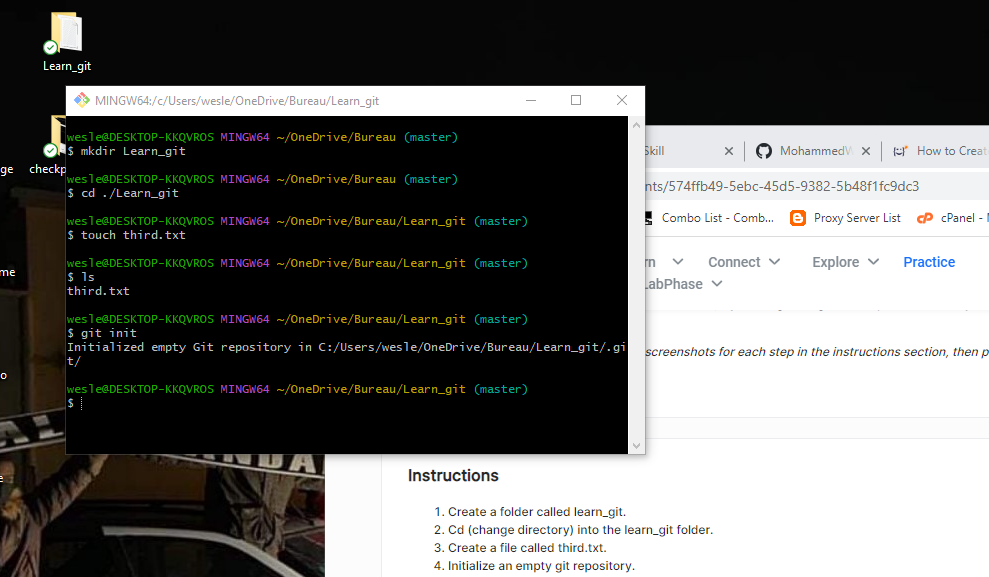 Learn_git
MINGW64:/c/Users/wesle/OneDrive/Bureau/Learn_git
wesle@DESKTOP-KKQVROS MINGW64 ~/OneDrive/Bureau (master)
$ mkdir Learn_git
wesle@DESKTOP-KKQVROS MINGW64 ~/OneDrive/Bureau (master)
$ cd ./Learn_git
wesle@DESKTOP-KKQVROS MINGW64 ~/OneDrive/Bureau/Learn_git (master)
$ touch third.txt
wesle@DESKTOP-KKQVROS MINGW64 ~/OneDrive/Bureau/Learn_git (master)
$ ls
third.txt
wesle@DESKTOP-KKQVROS MINGW64 ~/OneDrive/Bureau/Learn_git (master)
$ git init
Initialized empty Git repository in C:/Users/wesle/OneDrive/Bureau/Learn_git/.gi
t/
wesle@DESKTOP-KKQVROS MINGW64 ~/OneDrive/Bureau/Learn_git (master)
$
checkp
ge
me
o
e
Skill MohammedW How to Creat
nts/574ffb49-5ebc-45d5-9382-5b48f1fc9dc3
Combo List - Comb... Proxy Server List cPanel -
rn Connect Explore Practice
LabPhase
screenshots for each step in the instructions section, then p
Instructions
1. Create a folder called learn_git.
2. Cd (change directory) into the learn_git folder.
3. Create a file called third.txt.
4. Initialize an empty git repository.